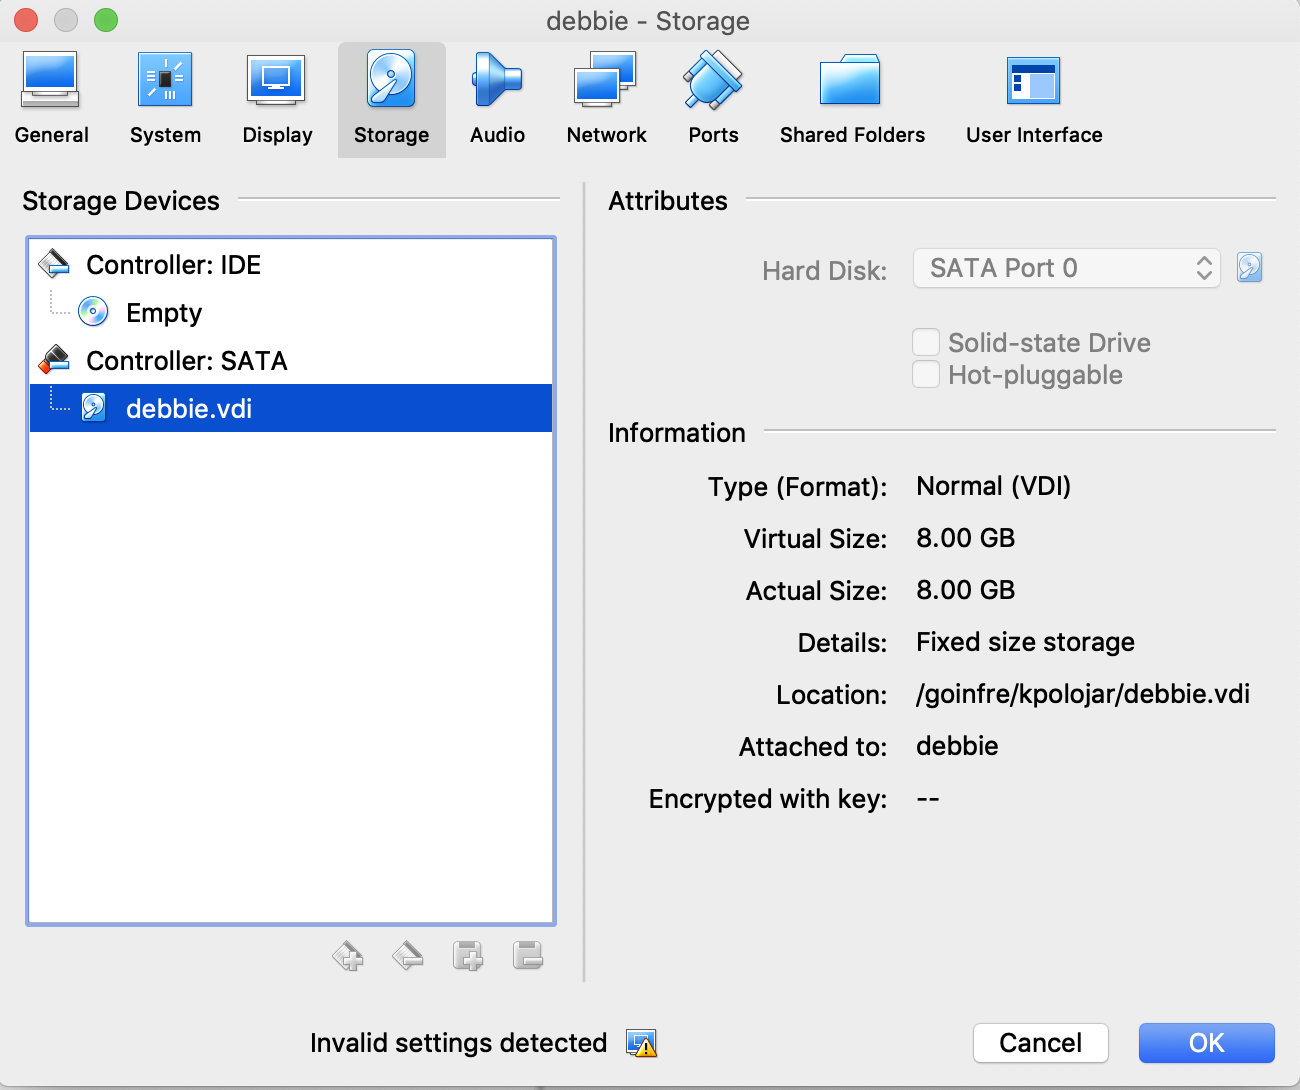 debbie - Storage
General System Display Storage Audio Network Ports Shared Folders User Interface
Storage Devices
Controller: IDE
Empty
Controller: SATA
debbie.vdi
Attributes
Hard Disk: SATA Port 0
Solid-state Drive
Hot-pluggable
Information
Type (Format): Normal (VDI)
Virtual Size: 8.00 GB
Actual Size: 8.00 GB
Details: Fixed size storage
Location: /goinfre/kpolojar/debbie.vdi
Attached to: debbie
Encrypted with key: --
Invalid settings detected
Cancel OK